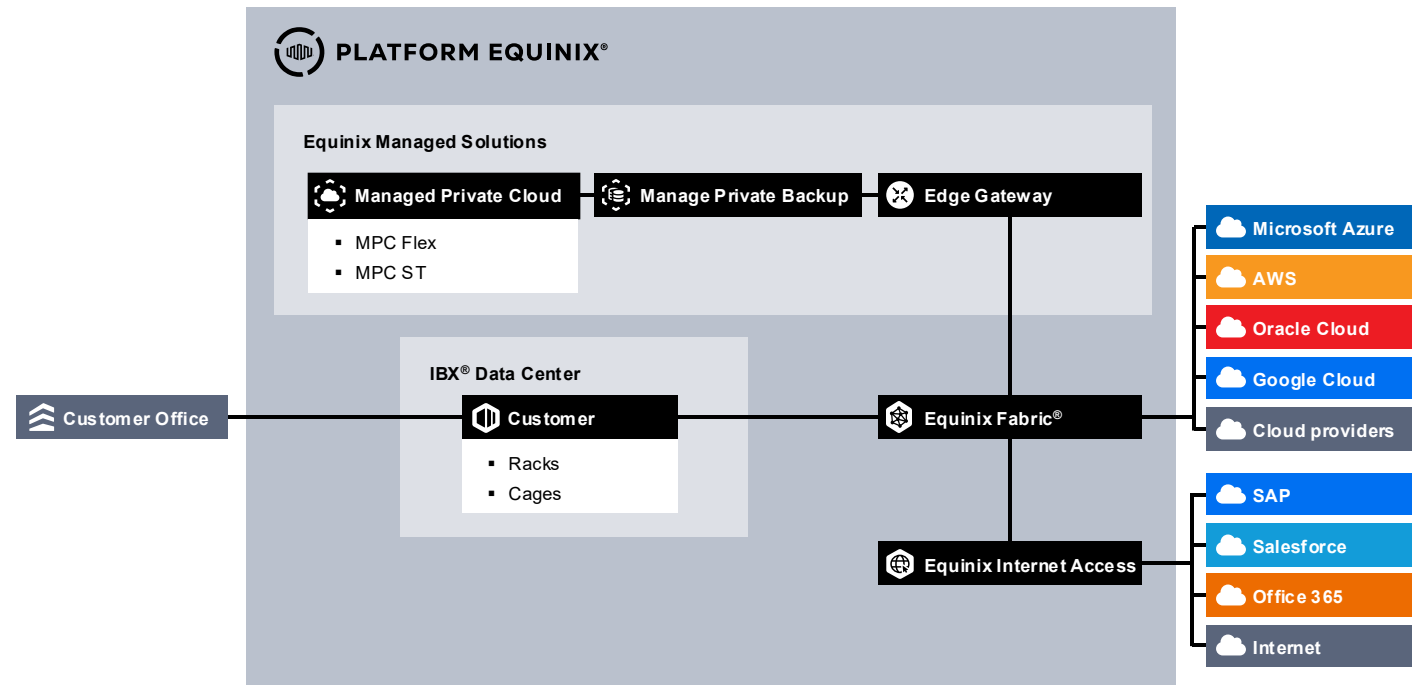 PLATFORM EQUINIX®
Equinix Managed Solutions
Managed Private Cloud
Manage Private Backup
Edge Gateway
▪ MPC Flex
▪ MPC ST
Microsoft Azure
AWS
Oracle Cloud
Google Cloud
Cloud providers
IBX® Data Center
Customer Office
Customer
Equinix Fabric®
▪ Racks
▪ Cages
Equinix Internet Access
SAP
Salesforce
Office 365
Internet